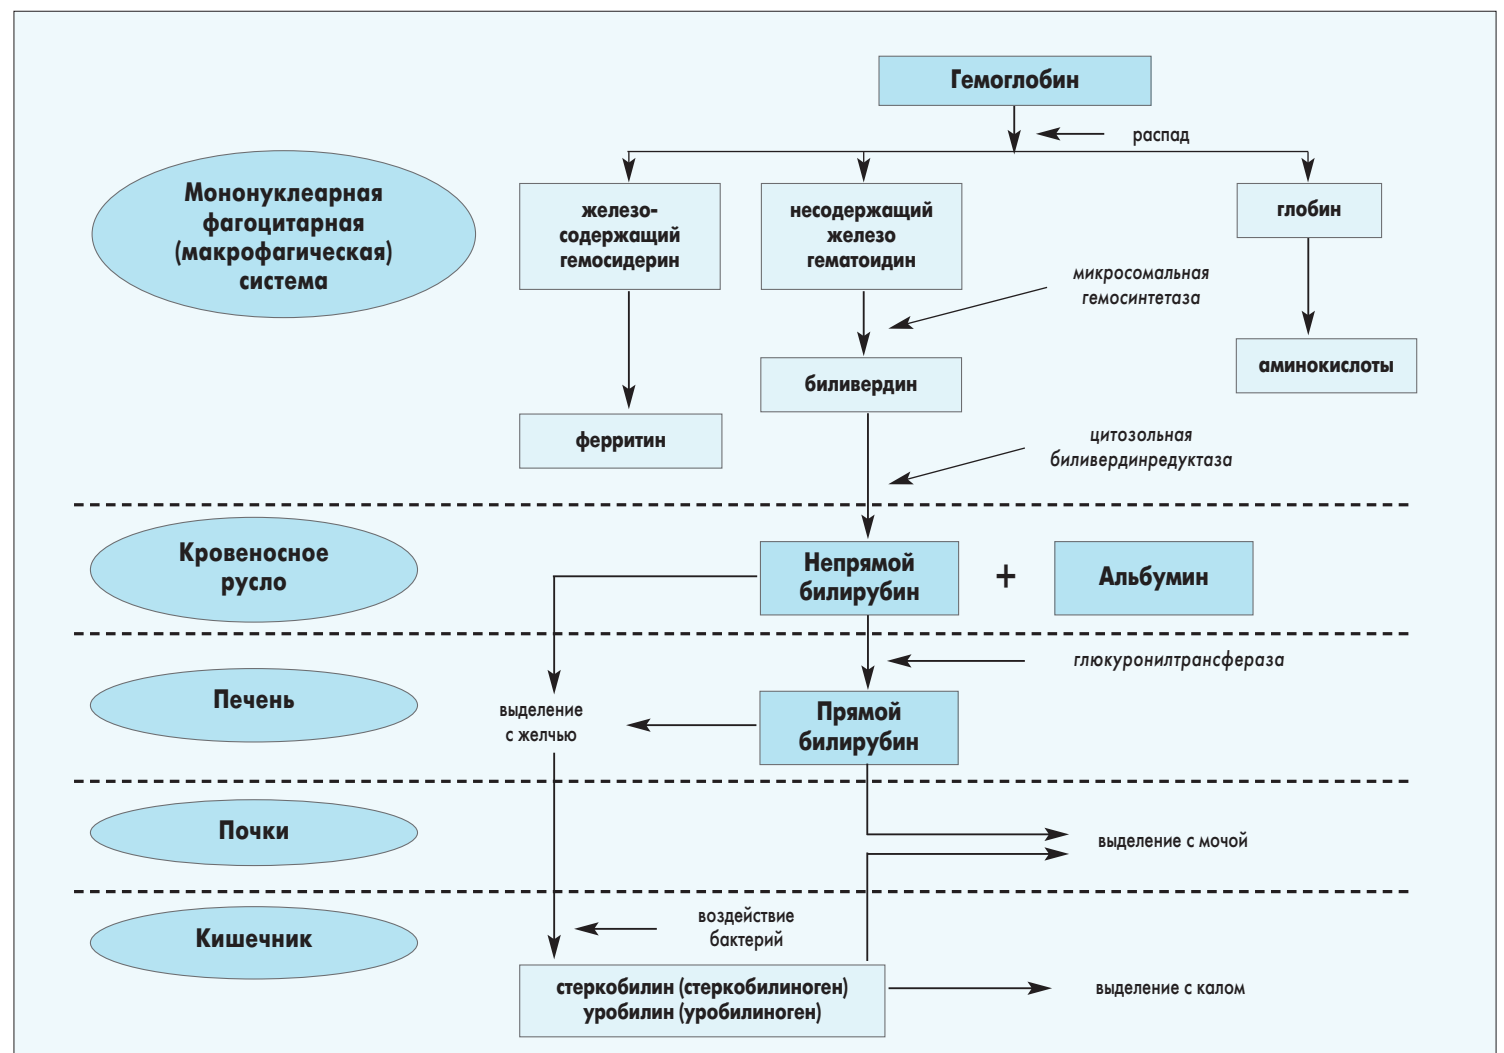 Гемоглобин
распад
Мононуклеарная
фагоцитарная
(макрофагическая)
система
железо-
содержащий
гемосидерин
несодержащий
железо
гематоидин
глобин
микросомальная
гемосинтетаза
биливердин
аминокислоты
ферритин
цитозольная
биливердинредуктаза
Кровеносное
русло
Непрямой
билирубин
+
Альбумин
глюкуронилтрансфераза
Печень
выделение
с желчью
Прямой
билирубин
Почки
выделение с мочой
Кишечник
воздействие
бактерий
стеркобилин (стеркобилиноген)
уробилин (уробилиноген)
выделение с калом